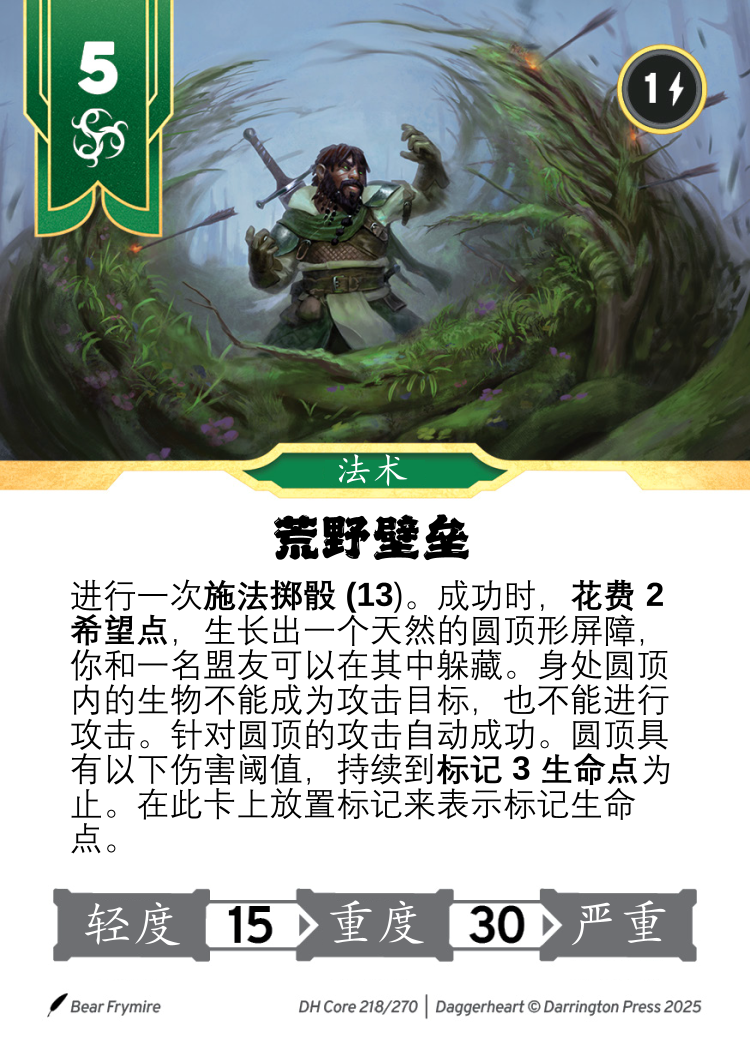 5
1
法术
荒野壁垒
进行一次施法掷骰 (13)。成功时，花费 2
希望点，生长出一个天然的圆顶形屏障，
你和一名盟友可以在其中躲藏。身处圆顶
内的生物不能成为攻击目标，也不能进行
攻击。针对圆顶的攻击自动成功。圆顶具
有以下伤害阈值，持续到标记 3 生命点为
止。在此卡上放置标记来表示标记生命
点。
轻度 15 重度 30 严重
Bear Frymire DH Core 218/270 | Daggerheart © Darrington Press 2025